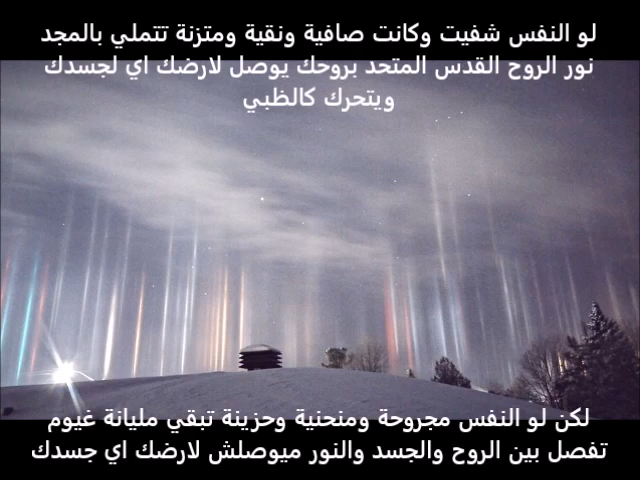 لو النفس شفيت وكانت صافية ونقية ومتزنة تتملي بالمجد
نور الروح القدس المتحد بروحك يوصل لارضك اي لجسدك
ويتحرك كالظبي
لكن لو النفس مجروحة ومنحنية وحزينة تبقي مليانة غيوم
تفصل بين الروح والجسد والنور ميوصلش لارضك اي جسدك